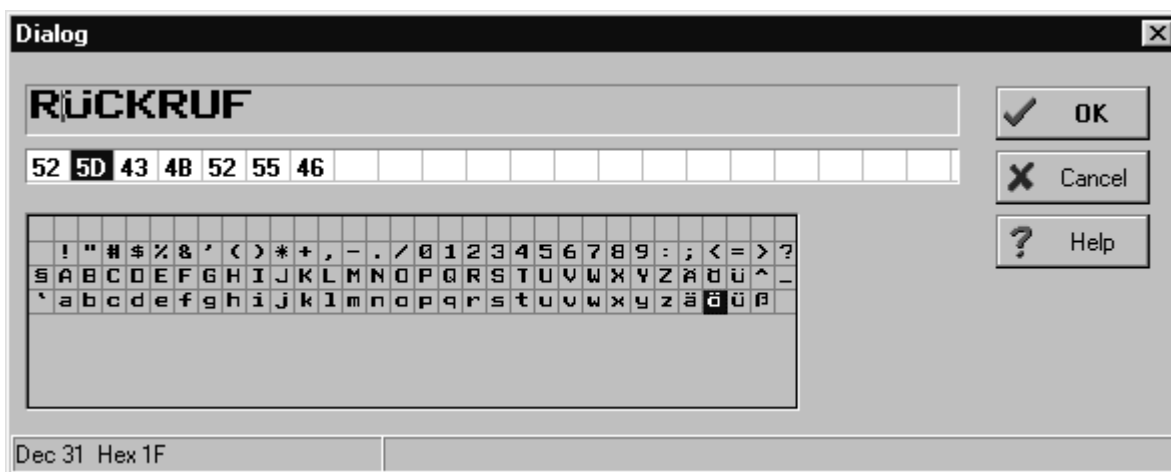 Dialog
RÜCKRUF
OK
52 5D 43 4B 52 55 46
Cancel
Help
! " # $ % & ' ( ) * + , - . / 0 1 2 3 4 5 6 7 8 9 : ; < = > ?
§ A B C D E F G H I J K L M N O P Q R S T U V W X Y Z Ä Ö Ü ^ _
` a b c d e f g h i j k l m n o p q r s t u v w x y z ä ö ü ß
Dec 31 Hex 1F